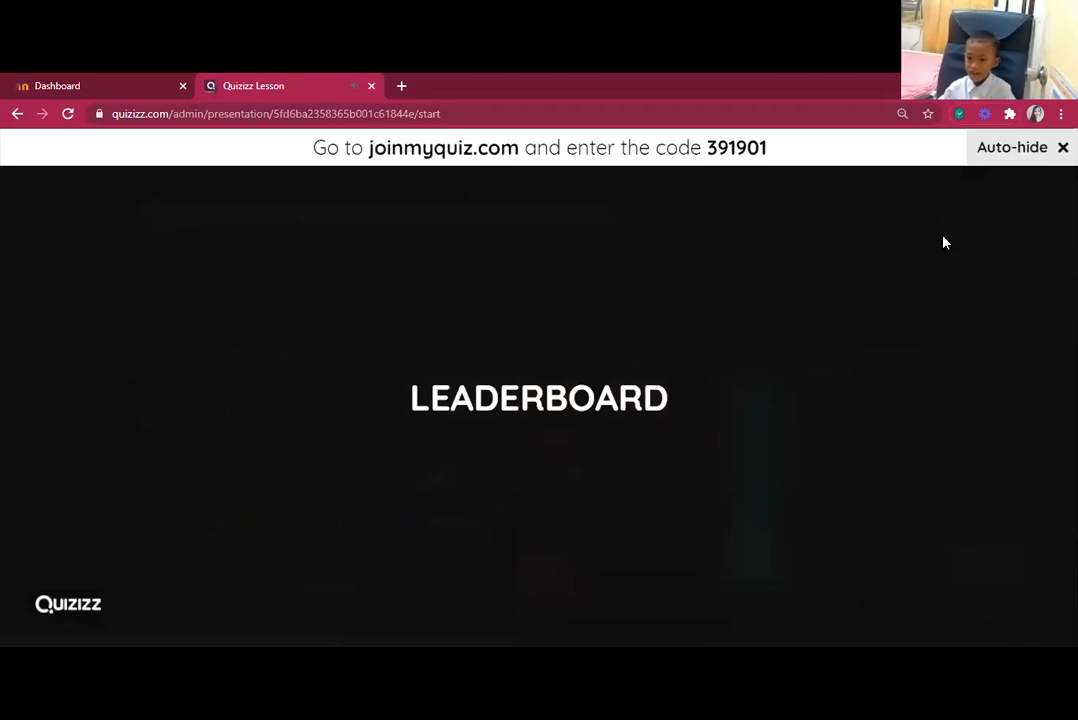 Dashboard
Quizizz Lesson
quizizz.com/admin/presentation/5fd6ba2358365b001c61844e/start
Go to joinmyquiz.com and enter the code 391901
Auto-hide
LEADERBOARD
Quizizz